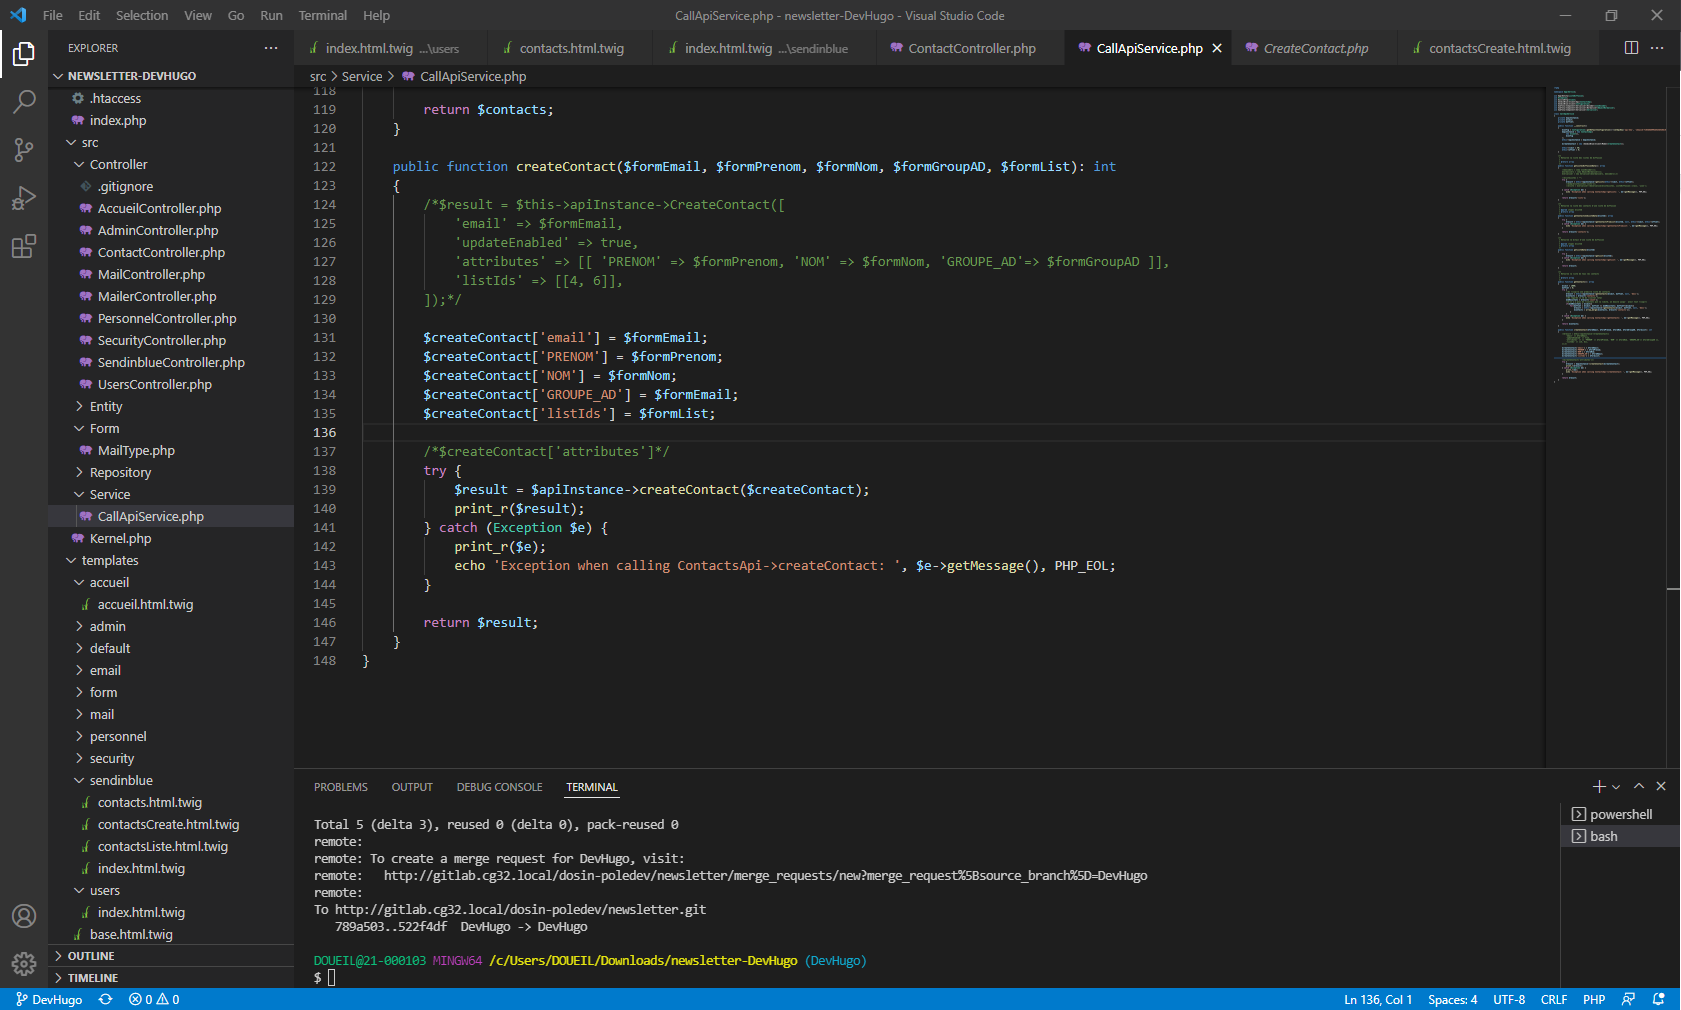 File Edit Selection View Go Run Terminal Help
CallApiService.php - newsletter-DevHugo - Visual Studio Code
EXPLORER
NEWSLETTER-DEVHUGO
.htaccess
index.php
src
Controller
.gitignore
AccueilController.php
AdminController.php
ContactController.php
MailController.php
MailerController.php
PersonnelController.php
SecurityController.php
SendinblueController.php
UsersController.php
Entity
Form
MailType.php
Repository
Service
CallApiService.php
Kernel.php
templates
accueil
accueil.html.twig
admin
default
email
form
mail
personnel
security
sendinblue
contacts.html.twig
contactsCreate.html.twig
contactsListe.html.twig
index.html.twig
users
index.html.twig
base.html.twig
OUTLINE
TIMELINE
index.html.twig ...\users
contacts.html.twig
index.html.twig ...\sendinblue
ContactController.php
CallApiService.php
CreateContact.php
contactsCreate.html.twig
src > Service > CallApiService.php
118
119 return $contacts;
120 }
121
122 public function createContact($formEmail, $formPrenom, $formNom, $formGroupAD, $formList): int
123 {
124 /*$result = $this->apiInstance->CreateContact([
125 'email' => $formEmail,
126 'updateEnabled' => true,
127 'attributes' => [[ 'PRENOM' => $formPrenom, 'NOM' => $formNom, 'GROUPE_AD'=> $formGroupAD ]],
128 'listIds' => [[4, 6]],
129 ]);*/
130
131 $createContact['email'] = $formEmail;
132 $createContact['PRENOM'] = $formPrenom;
133 $createContact['NOM'] = $formNom;
134 $createContact['GROUPE_AD'] = $formEmail;
135 $createContact['listIds'] = $formList;
136
137 /*$createContact['attributes']*/
138 try {
139 $result = $apiInstance->createContact($createContact);
140 print_r($result);
141 } catch (Exception $e) {
142 print_r($e);
143 echo 'Exception when calling ContactsApi->createContact: ', $e->getMessage(), PHP_EOL;
144 }
145
146 return $result;
147 }
148 }
PROBLEMS OUTPUT DEBUG CONSOLE TERMINAL
Total 5 (delta 3), reused 0 (delta 0), pack-reused 0
remote:
remote: To create a merge request for DevHugo, visit:
remote: http://gitlab.cg32.local/dosin-poledev/newsletter/merge_requests/new?merge_request%5Bsource_branch%5D=DevHugo
remote:
To http://gitlab.cg32.local/dosin-poledev/newsletter.git
789a503..522f4df DevHugo -> DevHugo
DOUEIL@21-000103 MINGW64 /c/Users/DOUEIL/Downloads/newsletter-DevHugo (DevHugo)
$
powershell
bash
DevHugo 0 0
Ln 136, Col 1 Spaces: 4 UTF-8 CRLF PHP